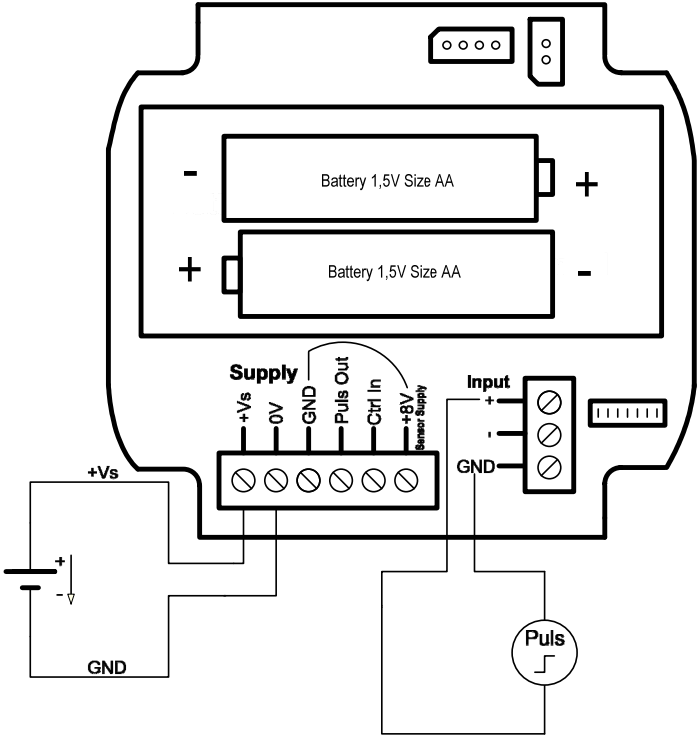 -
Battery 1,5V Size AA
+
+
Battery 1,5V Size AA
-
Supply
+Vs
0V
GND
Puls Out
Ctrl In
+8V
Sensor Supply
Input
+
-
GND
+Vs
+
-
GND
Puls